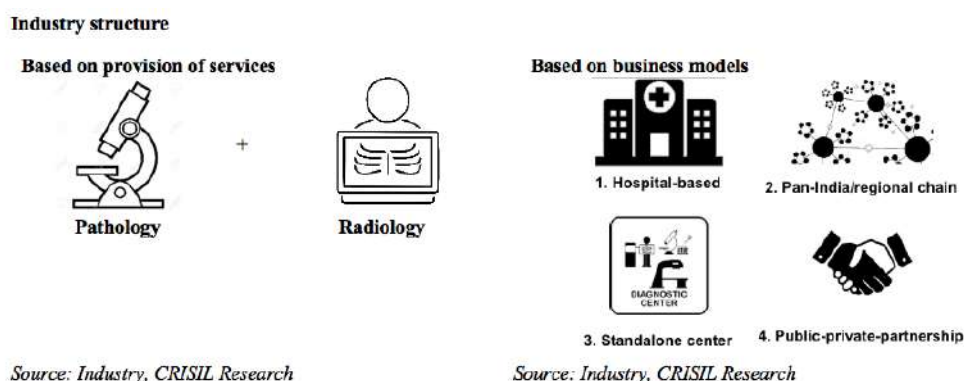 Industry structure
Based on provision of services
+
Pathology
Radiology
Source: Industry, CRISIL Research
Based on business models
1. Hospital-based
2. Pan-India/regional chain
DIAGNOSTIC
CENTER
3. Standalone center
4. Public-private-partnership
Source: Industry, CRISIL Research